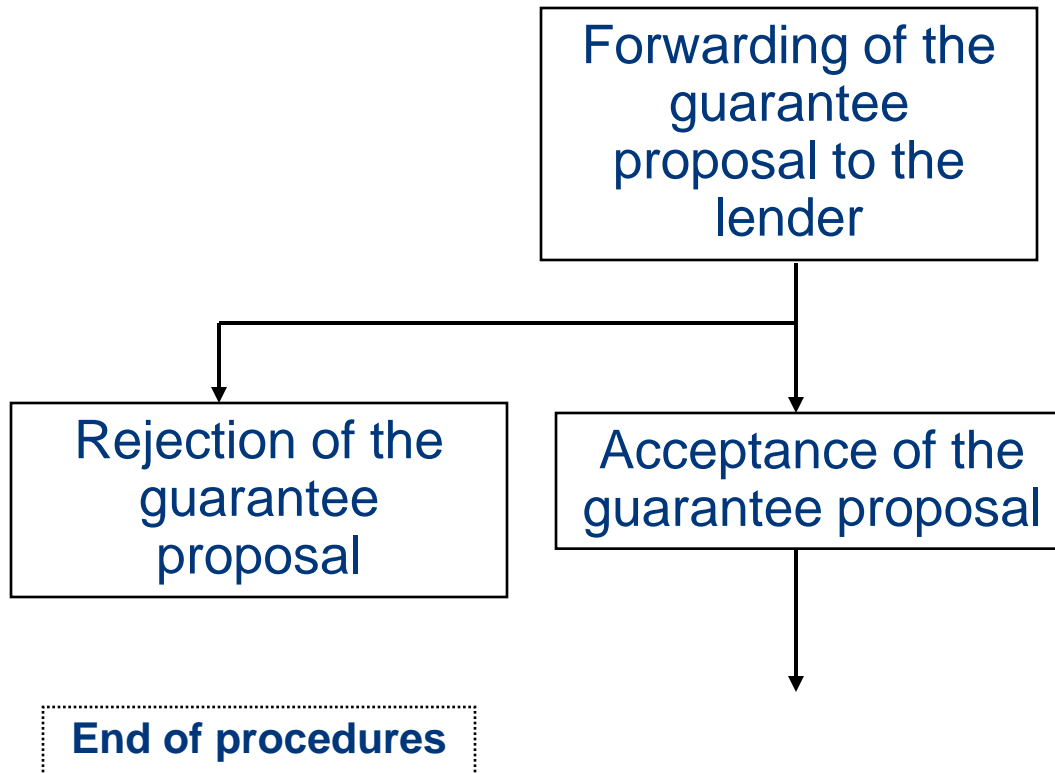 Forwarding of the
guarantee
proposal to the
lender
Rejection of the
guarantee
proposal
Acceptance of the
guarantee proposal
End of procedures